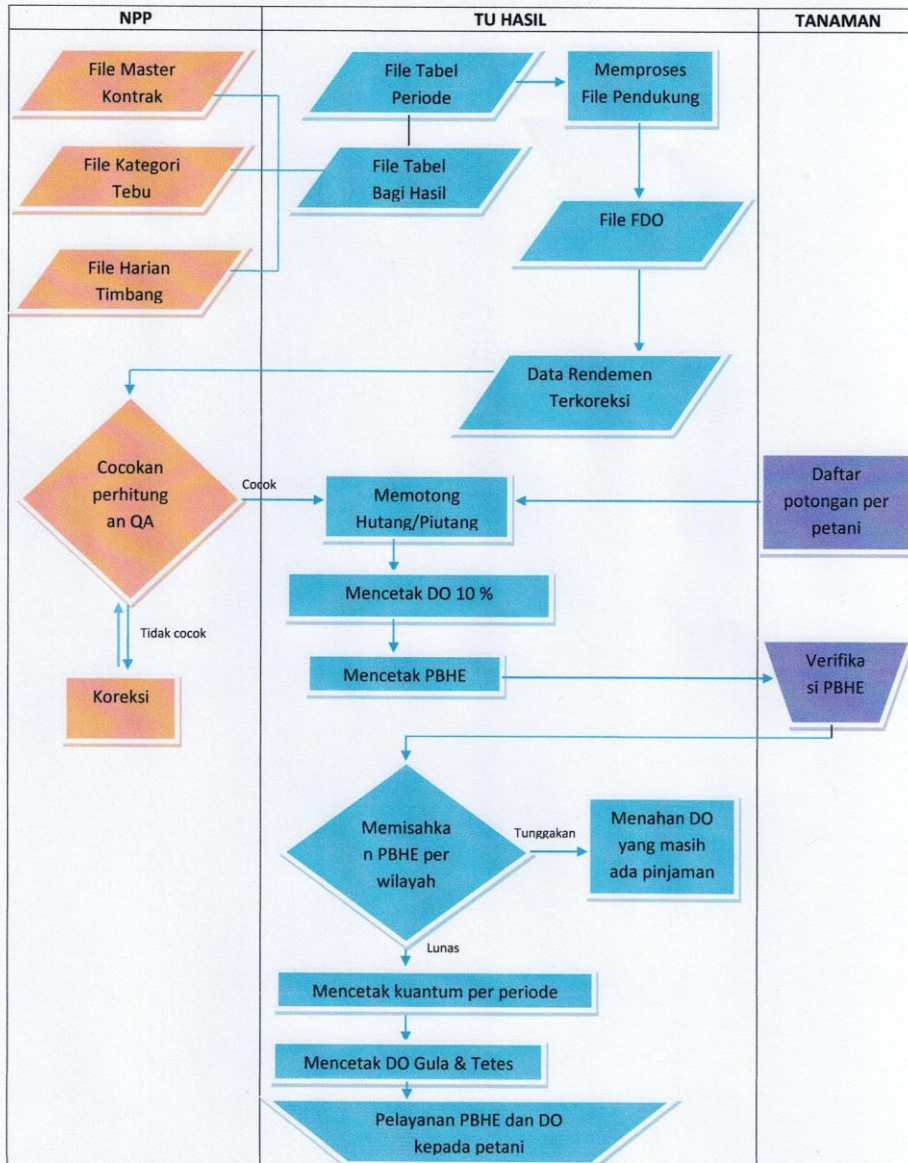 NPP
TU HASIL
TANAMAN
File Master
Kontrak
File Tabel
Periode
Memproses
File Pendukung
File Kategori
Tebu
File Tabel
Bagi Hasil
File FDO
File Harian
Timbang
Data Rendemen
Terkoreksi
Cocokan
perhitung
an QA
Cocok
Memotong
Hutang/Piutang
Daftar
potongan per
petani
Mencetak DO 10 %
Tidak cocok
Mencetak PBHE
Verifika
si PBHE
Koreksi
Memisahka
n PBHE per
wilayah
Tunggakan
Menahan DO
yang masih
ada pinjaman
Lunas
Mencetak kuantum per periode
Mencetak DO Gula & Tetes
Pelayanan PBHE dan DO
kepada petani